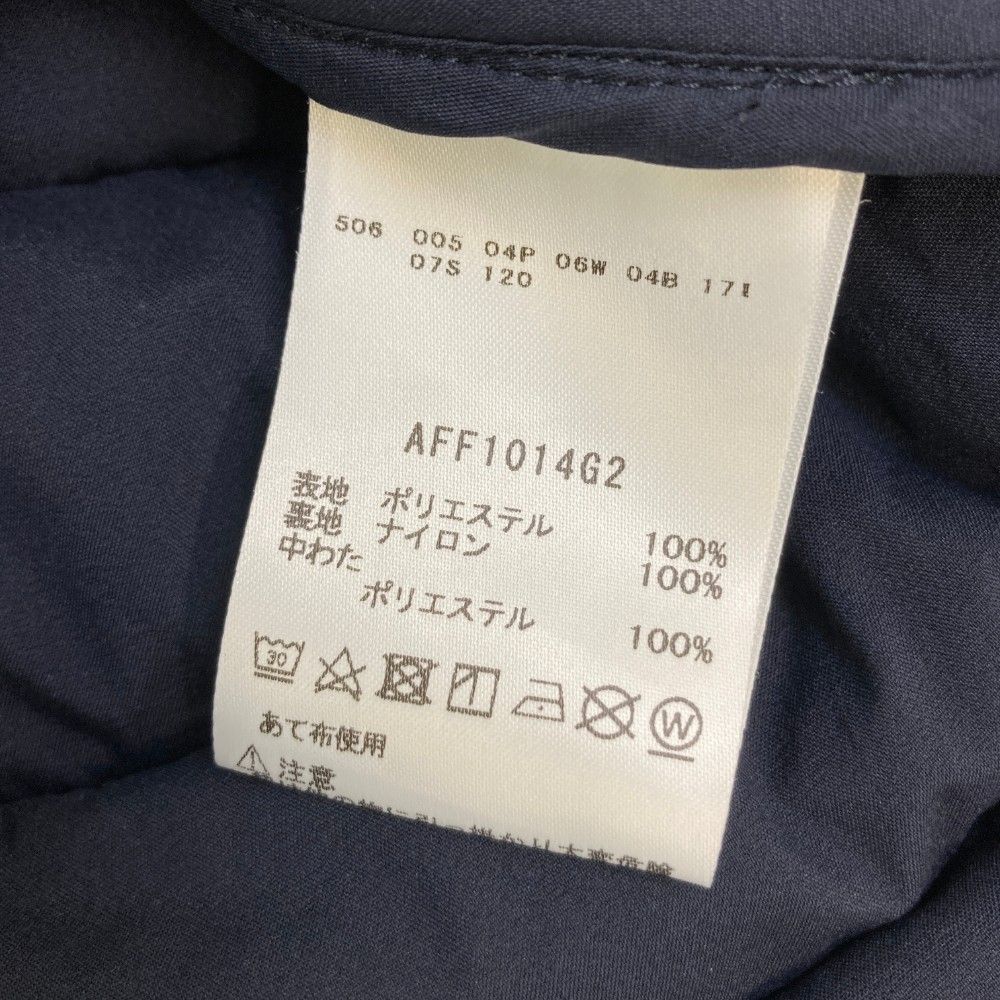 506 005 04P 06W 04B 17I
07S 120
AFF1014G2
表地 ポリエステル 100%
裏地 ナイロン 100%
中わた
ポリエステル 100%
30
W
あて布使用
注意